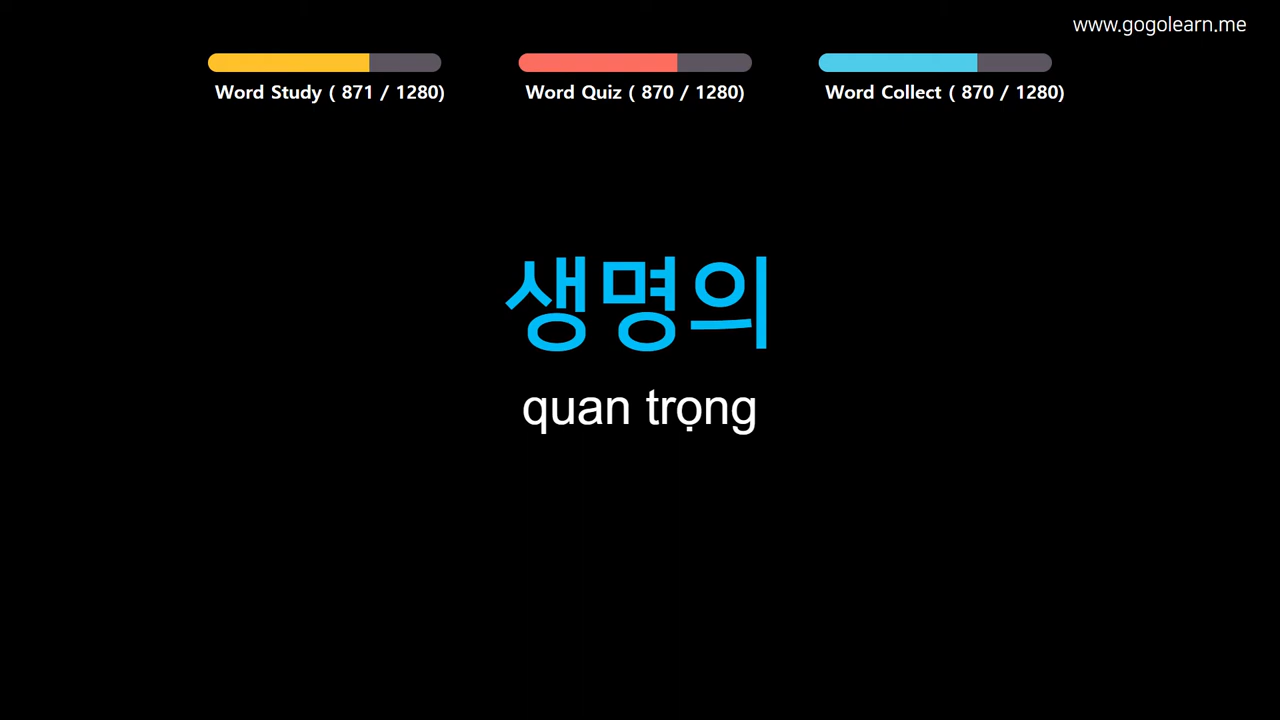 www.gogolearn.me
Word Study ( 871 / 1280)
Word Quiz ( 870 / 1280)
Word Collect ( 870 / 1280)
생명의
quan trọng